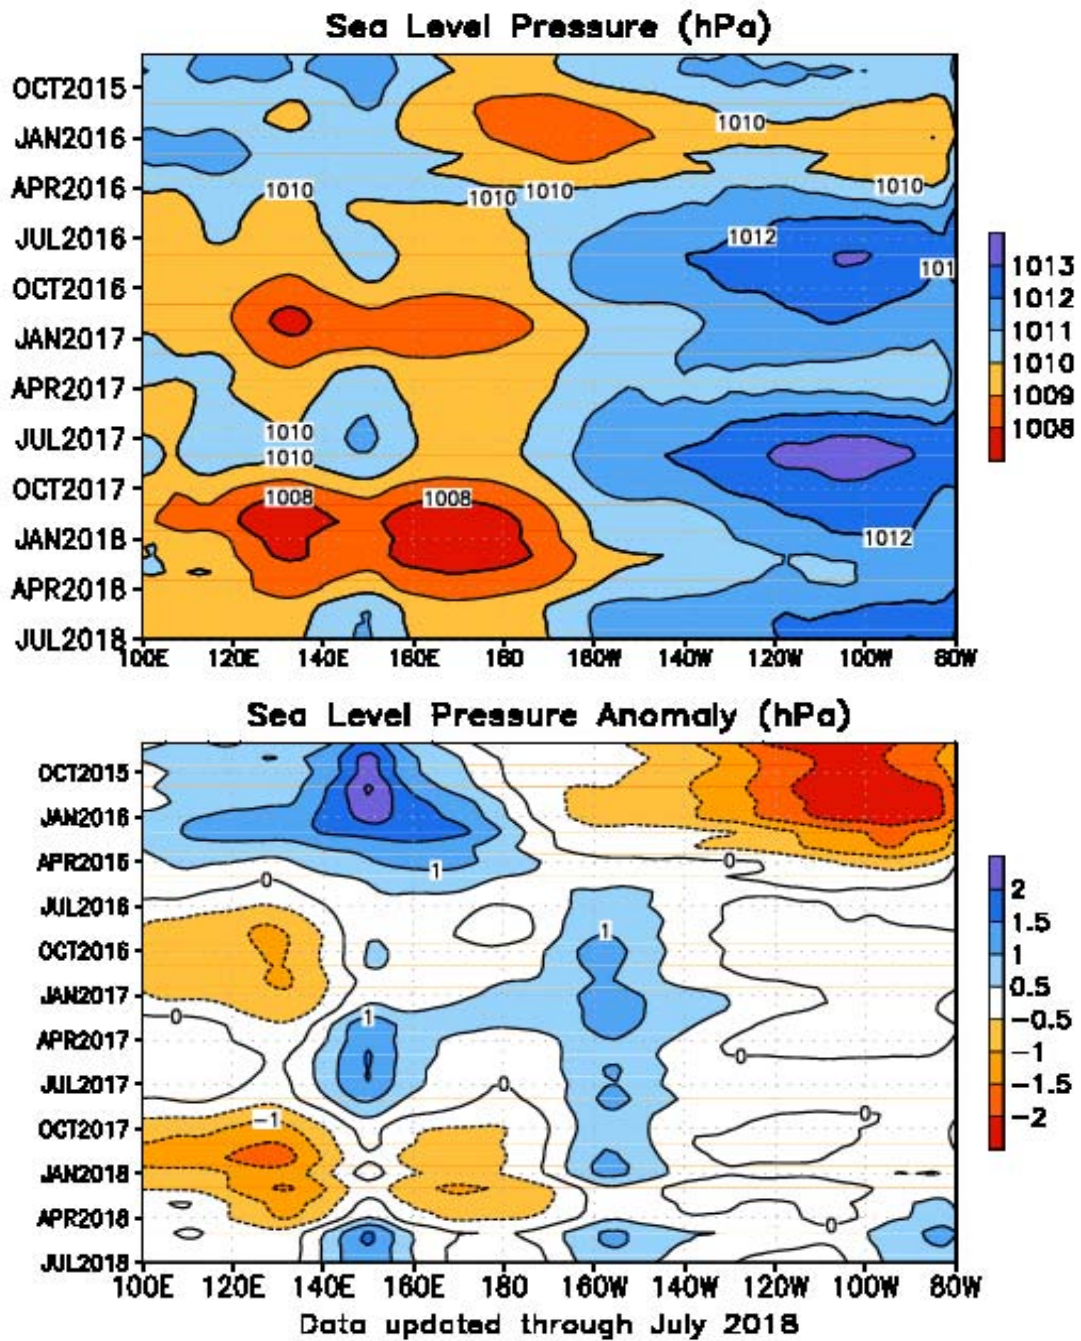 Sea Level Pressure (hPa)
OCT2015
JAN2016
APR2016
JUL2016
OCT2016
JAN2017
APR2017
JUL2017
OCT2017
JAN2018
APR2018
JUL2018
1010
1010
1010
1010
1010
1012
101
1010
1010
1008
1008
1012
100E 120E 140E 160E 180 160W 140W 120W 100W 80W
1013
1012
1011
1010
1009
1008
Sea Level Pressure Anomaly (hPa)
OCT2015
JAN2016
APR2015
JUL2016
OCT2016
JAN2017
APR2017
JUL2017
OCT2017
JAN2018
APR2018
JUL2018
0
1
0
1
0
1
0
0
-1
0
0
100E 120E 140E 160E 180 160W 140W 120W 100W 80W
2
1.5
1
0.5
-0.5
-1
-1.5
-2
Data updated through July 2018